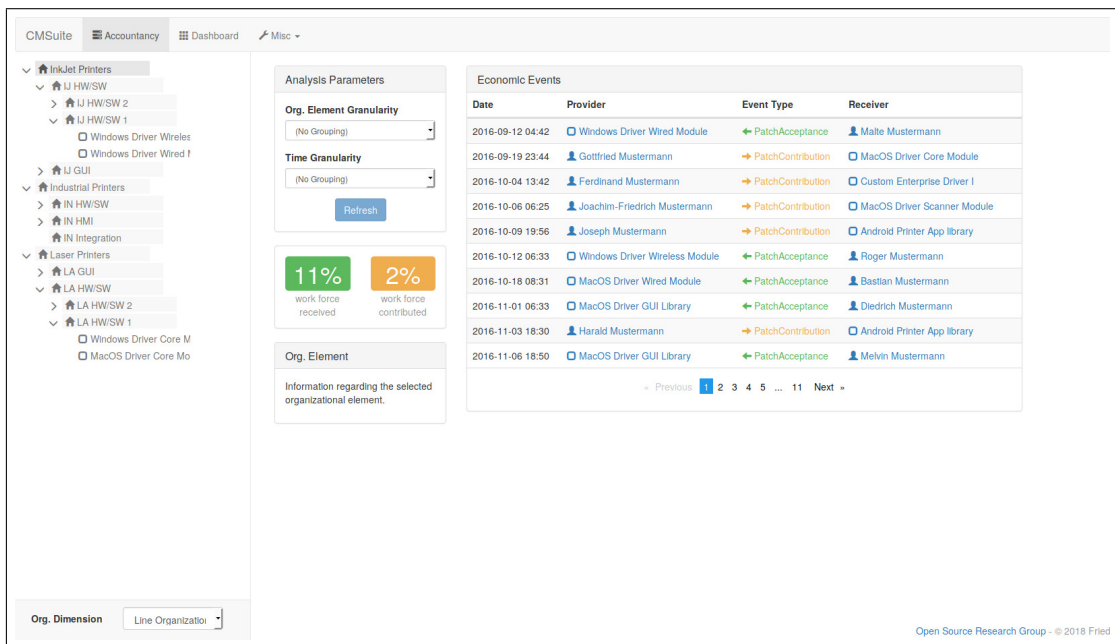 CMSuite Accountancy Dashboard Misc
InkJet Printers
IJ HW/SW
IJ HW/SW 2
IJ HW/SW 1
Windows Driver Wireles
Windows Driver Wired
IJ GUI
Industrial Printers
IN HW/SW
IN HMI
IN Integration
Laser Printers
LA GUI
LA HW/SW
LA HW/SW 2
LA HW/SW 1
Windows Driver Core M
MacOS Driver Core Mo
Org. Dimension Line Organization
Analysis Parameters
Org. Element Granularity
(No Grouping)
Time Granularity
(No Grouping)
Refresh
11% 2%
work force work force
received contributed
Org. Element
Information regarding the selected
organizational element.
Economic Events
Date Provider Event Type Receiver
2016-09-12 04:42 Windows Driver Wired Module PatchAcceptance Malte Mustermann
2016-09-19 23:44 Gottfried Mustermann PatchContribution MacOS Driver Core Module
2016-10-04 13:42 Ferdinand Mustermann PatchContribution Custom Enterprise Driver I
2016-10-06 06:25 Joachim-Friedrich Mustermann PatchContribution MacOS Driver Scanner Module
2016-10-09 19:56 Joseph Mustermann PatchContribution Android Printer App library
2016-10-12 06:33 Windows Driver Wireless Module PatchAcceptance Roger Mustermann
2016-10-18 08:31 MacOS Driver Wired Module PatchAcceptance Bastian Mustermann
2016-11-01 06:33 MacOS Driver GUI Library PatchAcceptance Diedrich Mustermann
2016-11-03 18:30 Harald Mustermann PatchContribution Android Printer App library
2016-11-06 18:50 MacOS Driver GUI Library PatchAcceptance Melvin Mustermann
« Previous 1 2 3 4 5 ... 11 Next »
Open Source Research Group - © 2018 Fried